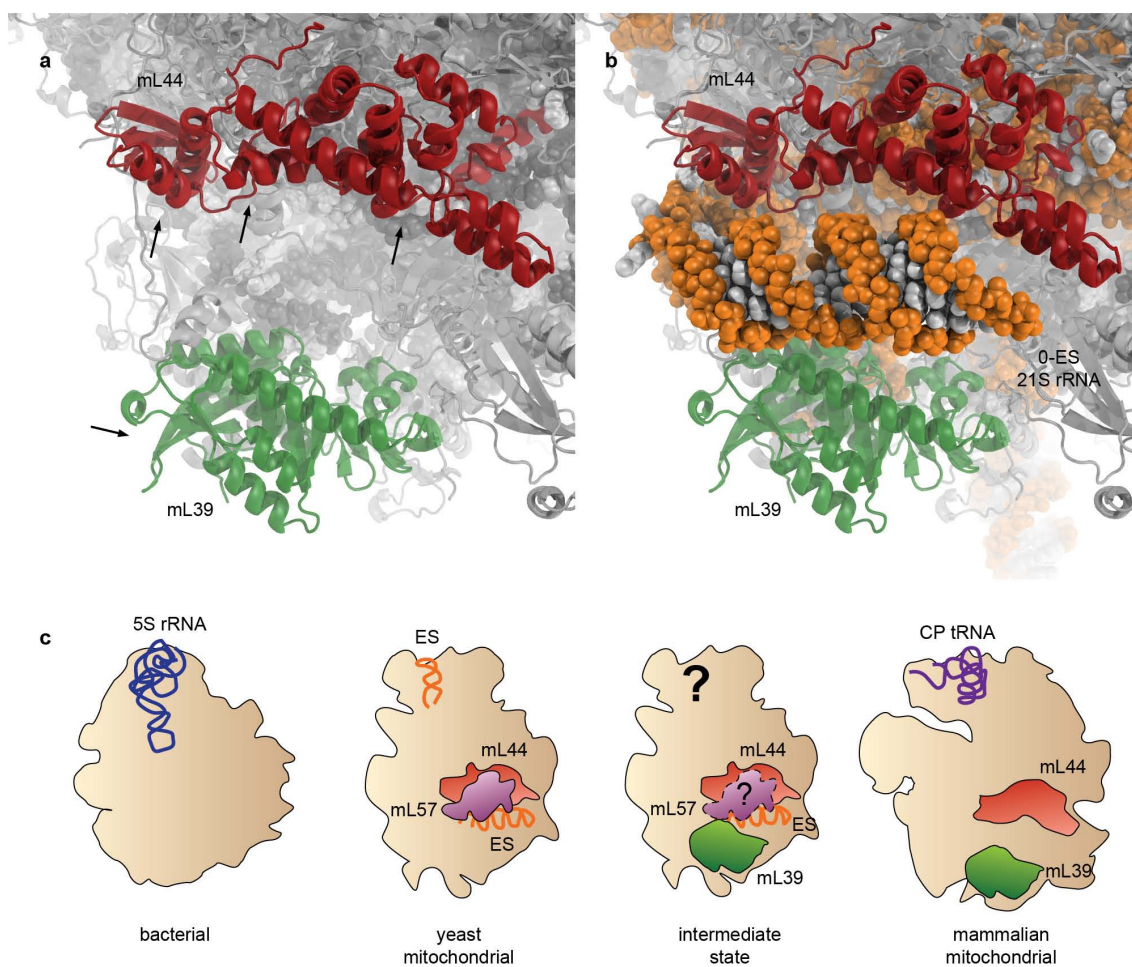 a
mL44
mL39
b
mL44
0-ES
21S rRNA
mL39
c
5S rRNA
bacterial
ES
mL44
mL57
ES
yeast
mitochondrial
?
mL44
?
mL57
ES
mL39
intermediate
state
CP tRNA
mL44
mL39
mammalian
mitochondrial